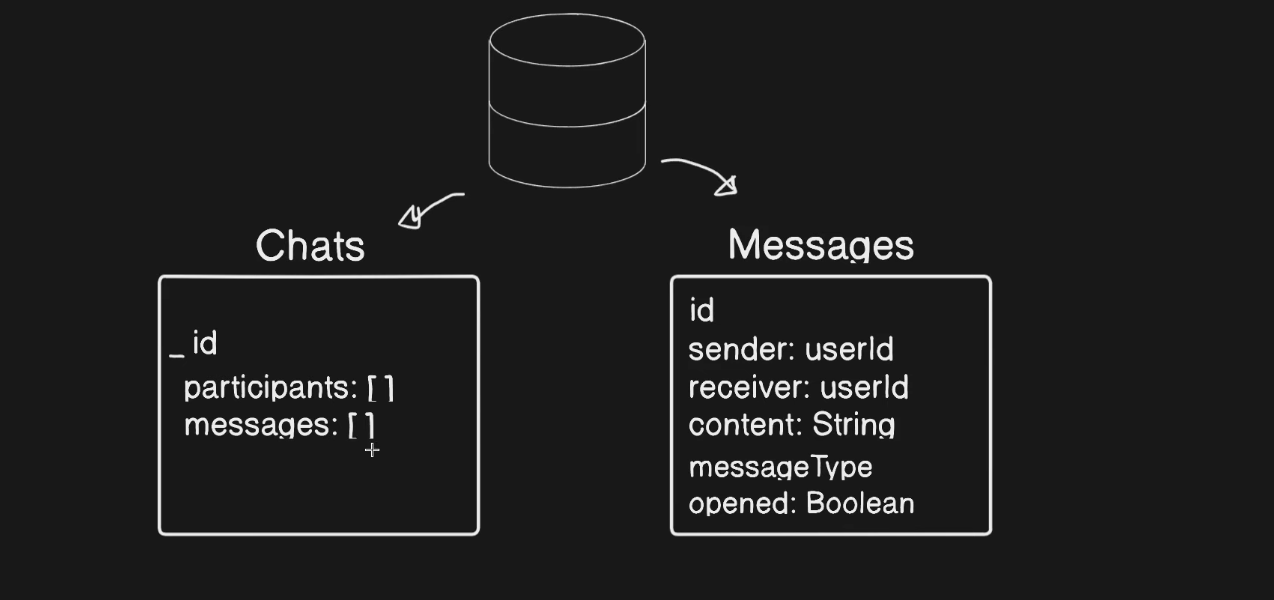 Chats
_ id
participants: []
messages: []
Messages
id
sender: userId
receiver: userId
content: String
messageType
opened: Boolean